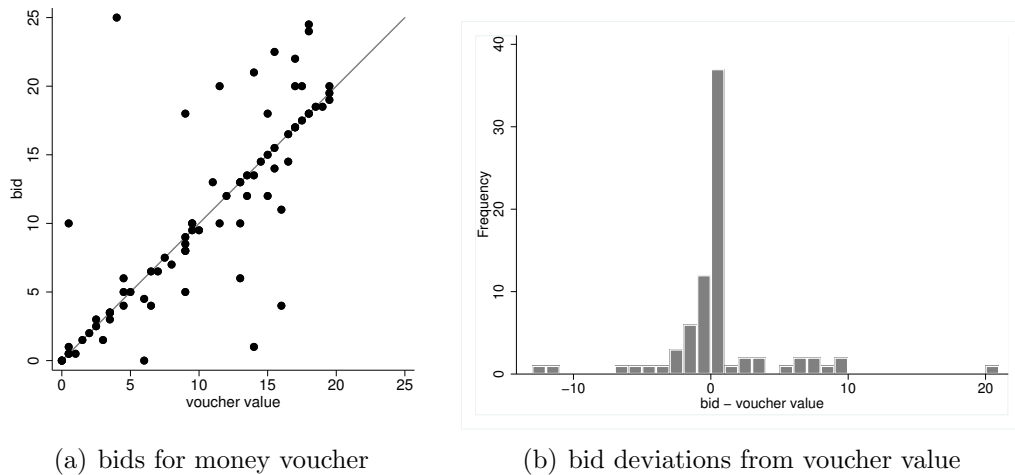 25
20
15
10
5
0
bid
0 5 10 15 20 25
voucher value
40
30
20
10
0
Frequency
−10 0 10 20
bid − voucher value
(a) bids for money voucher
(b) bid deviations from voucher value